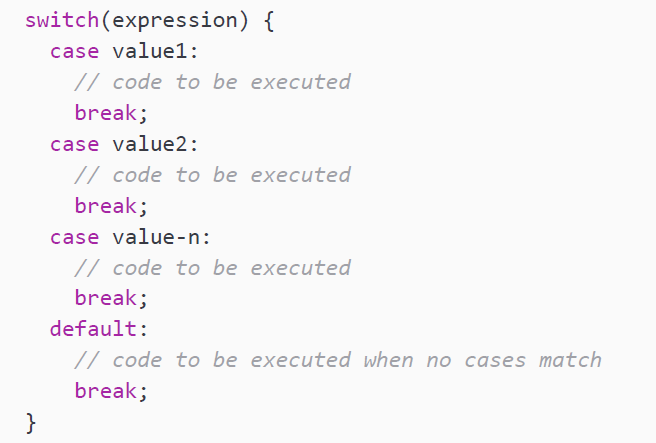 switch(expression) {
  case value1:
    // code to be executed
    break;
  case value2:
    // code to be executed
    break;
  case value-n:
    // code to be executed
    break;
  default:
    // code to be executed when no cases match
    break;
}